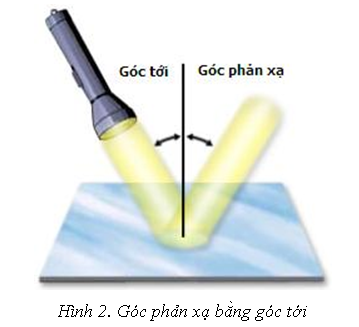 Góc tới
Góc phản xạ
Hình 2. Góc phản xạ bằng góc tới